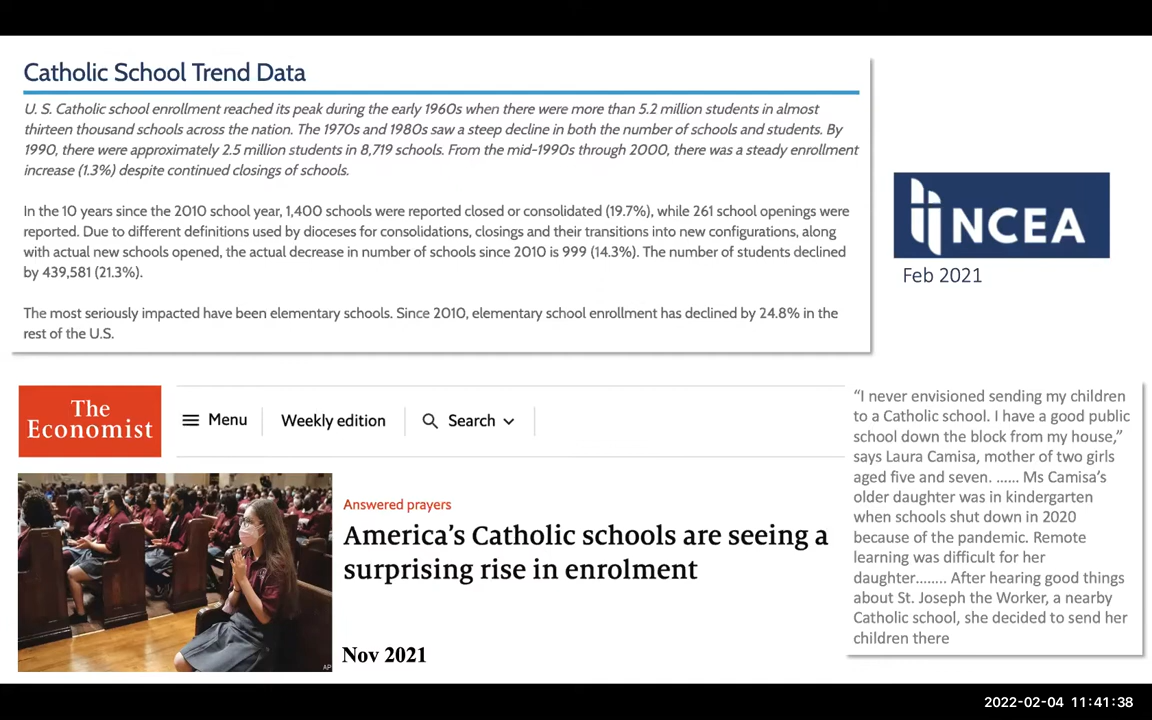 Catholic School Trend Data
U. S. Catholic school enrollment reached its peak during the early 1960s when there were more than 5.2 million students in almost
thirteen thousand schools across the nation. The 1970s and 1980s saw a steep decline in both the number of schools and students. By
1990, there were approximately 2.5 million students in 8,719 schools. From the mid-1990s through 2000, there was a steady enrollment
increase (1.3%) despite continued closings of schools.
In the 10 years since the 2010 school year, 1,400 schools were reported closed or consolidated (19.7%), while 261 school openings were
reported. Due to different definitions used by dioceses for consolidations, closings and their transitions into new configurations, along
with actual new schools opened, the actual decrease in number of schools since 2010 is 999 (14.3%). The number of students declined
by 439,581 (21.3%).
The most seriously impacted have been elementary schools. Since 2010, elementary school enrollment has declined by 24.8% in the
rest of the U.S.
NCEA
Feb 2021
The
Economist
Menu
Weekly edition
Search
Answered prayers
America's Catholic schools are seeing a
surprising rise in enrolment
Nov 2021
AP
“I never envisioned sending my children
to a Catholic school. I have a good public
school down the block from my house,”
says Laura Camisa, mother of two girls
aged five and seven. ...... Ms Camisa's
older daughter was in kindergarten
when schools shut down in 2020
because of the pandemic. Remote
learning was difficult for her
daughter........ After hearing good things
about St. Joseph the Worker, a nearby
Catholic school, she decided to send her
children there
2022-02-04 11:41:38